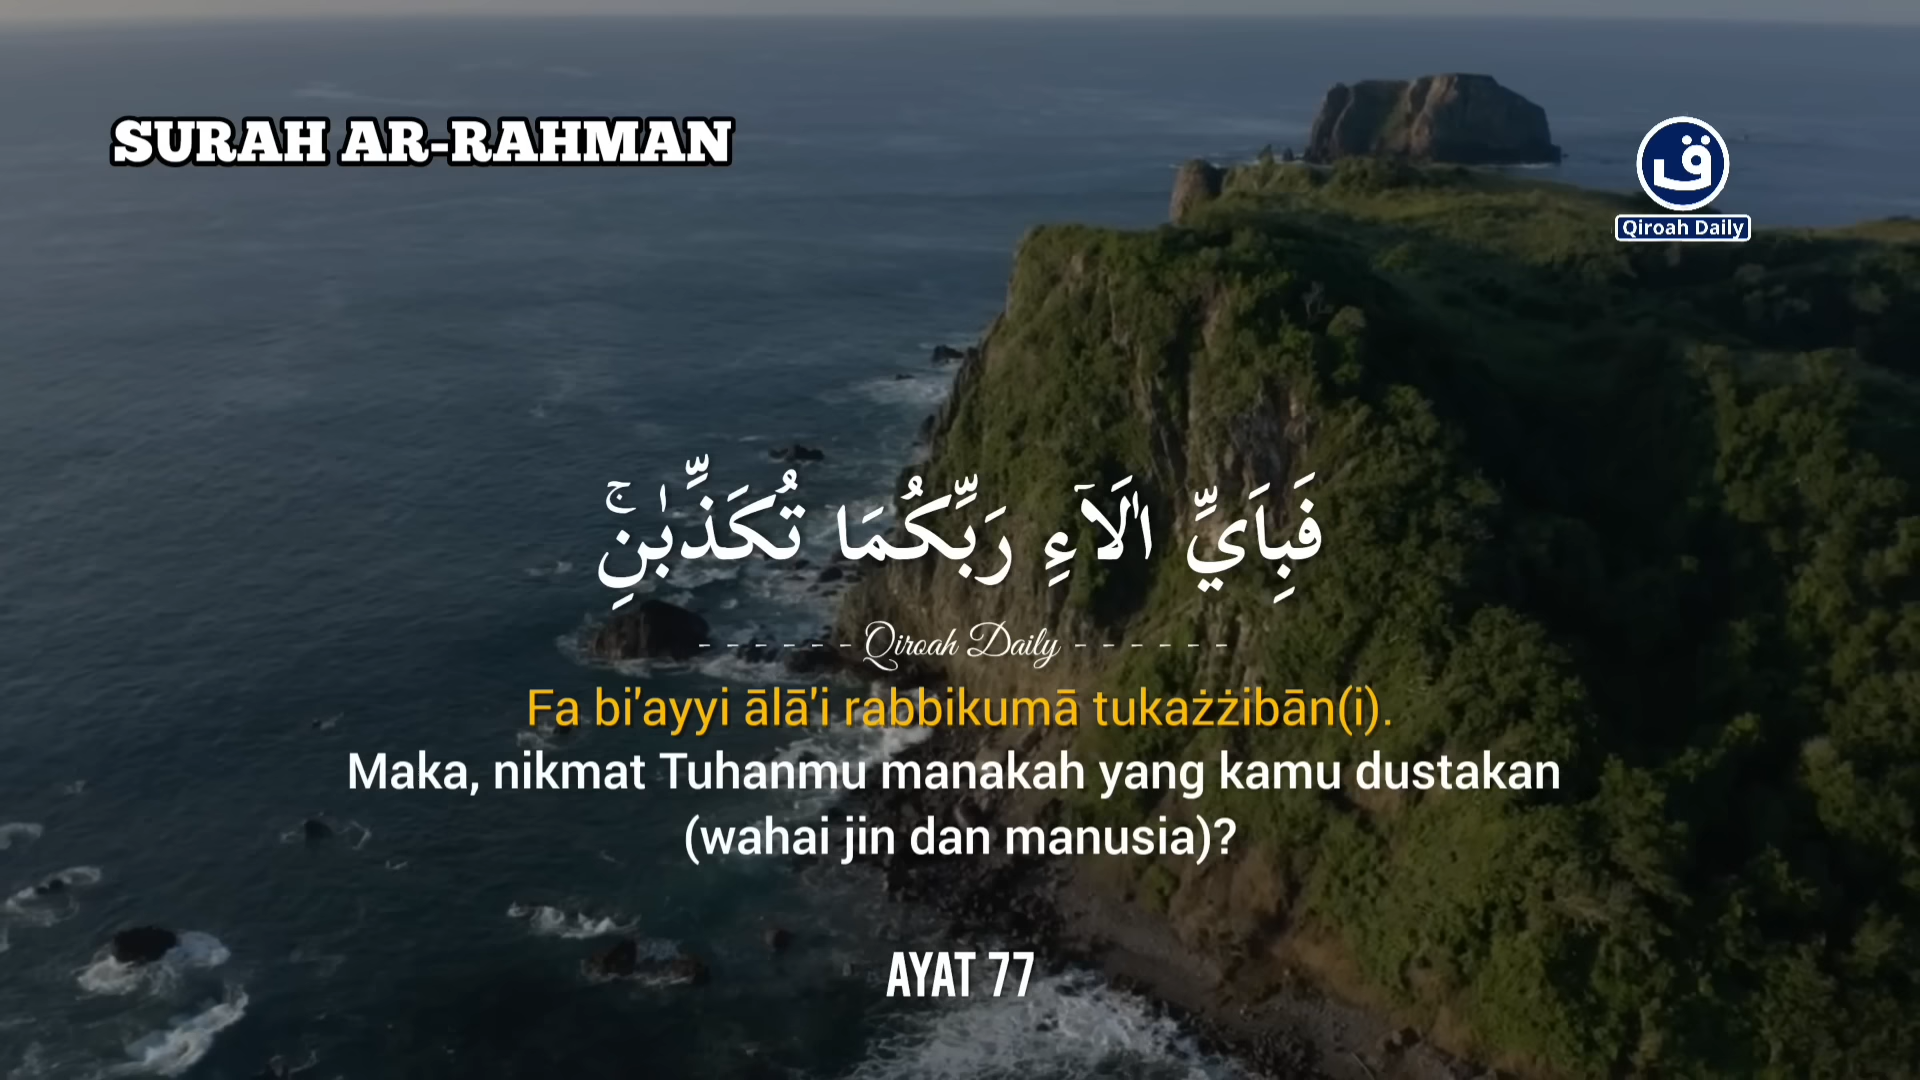 SURAH AR-RAHMAN
ق
Qiroah Daily
فَبِاَيِّ اٰلَاۤءِ رَبِّكُمَا تُكَذِّبٰنِۚ
- - - - - - Qiroah Daily - - - - - -
Fa bi'ayyi ālā'i rabbikumā tukażżibān(i).
Maka, nikmat Tuhanmu manakah yang kamu dustakan
(wahai jin dan manusia)?
AYAT 77